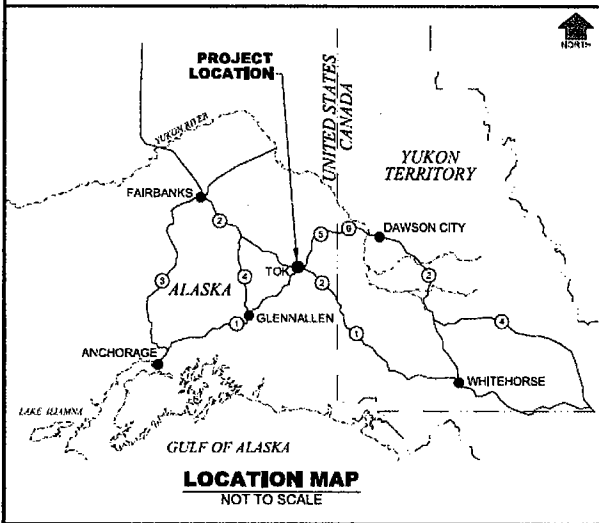 NORTH
PROJECT
LOCATION
UNITED STATES
CANADA
YUKON RIVER
YUKON
TERRITORY
FAIRBANKS
2
5
9
DAWSON CITY
TOK
3
4
ALASKA
2
2
1
GLENNALLEN
1
4
ANCHORAGE
WHITEHORSE
LAKE ILIAMNA
GULF OF ALASKA
LOCATION MAP
NOT TO SCALE